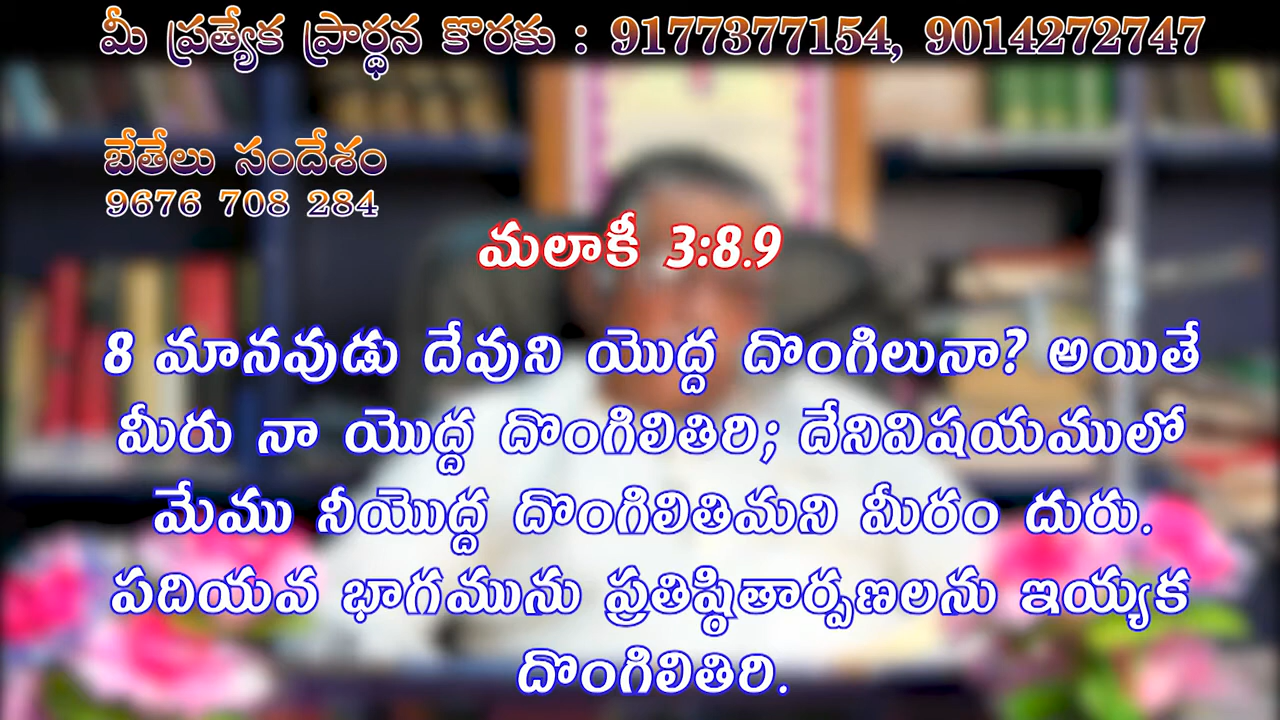 మీ ప్రత్యేక ప్రార్థన కొరకు : 9177377154, 9014272747
బేతేలు సందేశం
9676 708 284
మలాకీ 3:8.9
8 మానవుడు దేవుని యొద్ద దొంగిలునా? అయితే
మీరు నా యొద్ద దొంగిలితిరి; దేనివిషయములో
మేము నీయొద్ద దొంగిలితిమని మీరం దురు.
పదియవ భాగమును ప్రతిష్ఠితార్పణలను ఇయ్యక
దొంగిలితిరి.